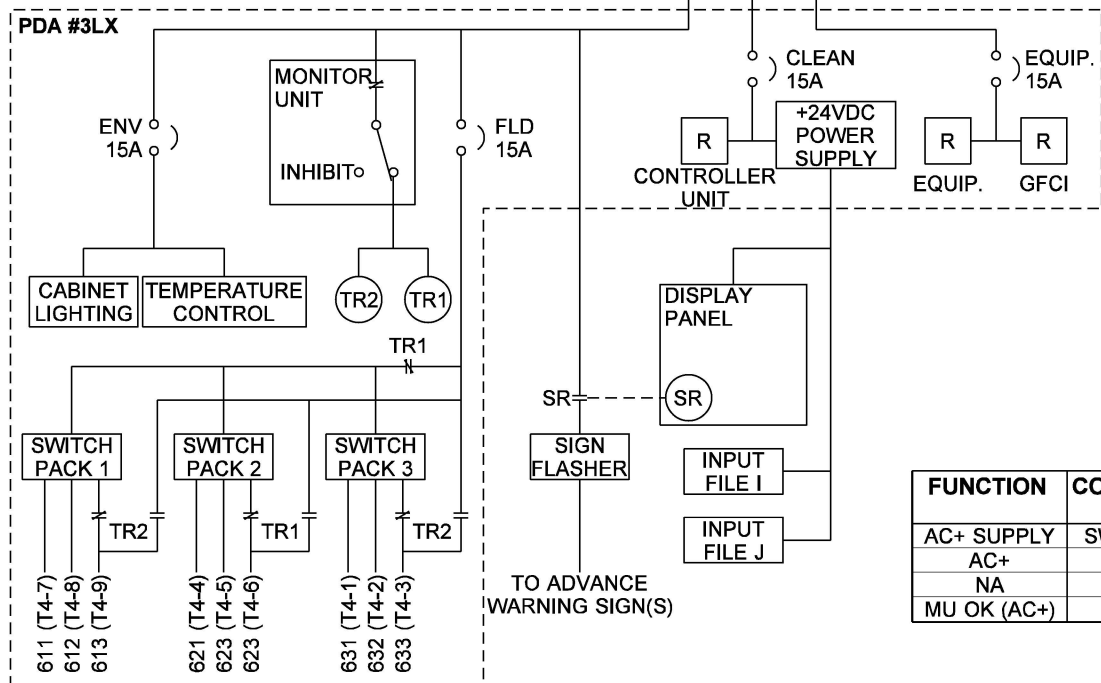 PDA #3LX
ENV
15A
MONITOR
UNIT
INHIBIT
FLD
15A
CLEAN
15A
EQUIP.
15A
R
CONTROLLER
UNIT
+24VDC
POWER
SUPPLY
R
EQUIP.
R
GFCI
CABINET
LIGHTING
TEMPERATURE
CONTROL
TR2
TR1
DISPLAY
PANEL
SR
SR
TR1
SWITCH
PACK 1
SWITCH
PACK 2
SWITCH
PACK 3
SIGN
FLASHER
INPUT
FILE I
INPUT
FILE J
TR2
TR1
TR2
611 (T4-7)
612 (T4-8)
613 (T4-9)
621 (T4-4)
623 (T4-5)
623 (T4-6)
631 (T4-1)
632 (T4-2)
633 (T4-3)
TO ADVANCE
WARNING SIGN(S)
FUNCTION CO
AC+ SUPPLY SW
AC+
NA
MU OK (AC+)